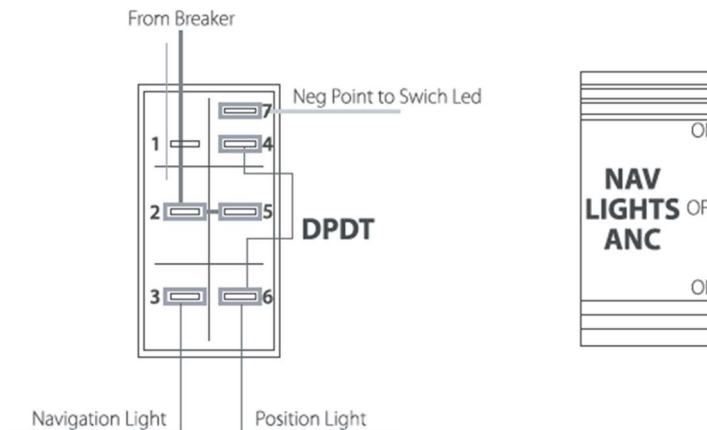 From Breaker
7 Neg Point to Swich Led
1
4
2
5
DPDT
3
6
Navigation Light
Position Light
NAV
LIGHTS
ANC